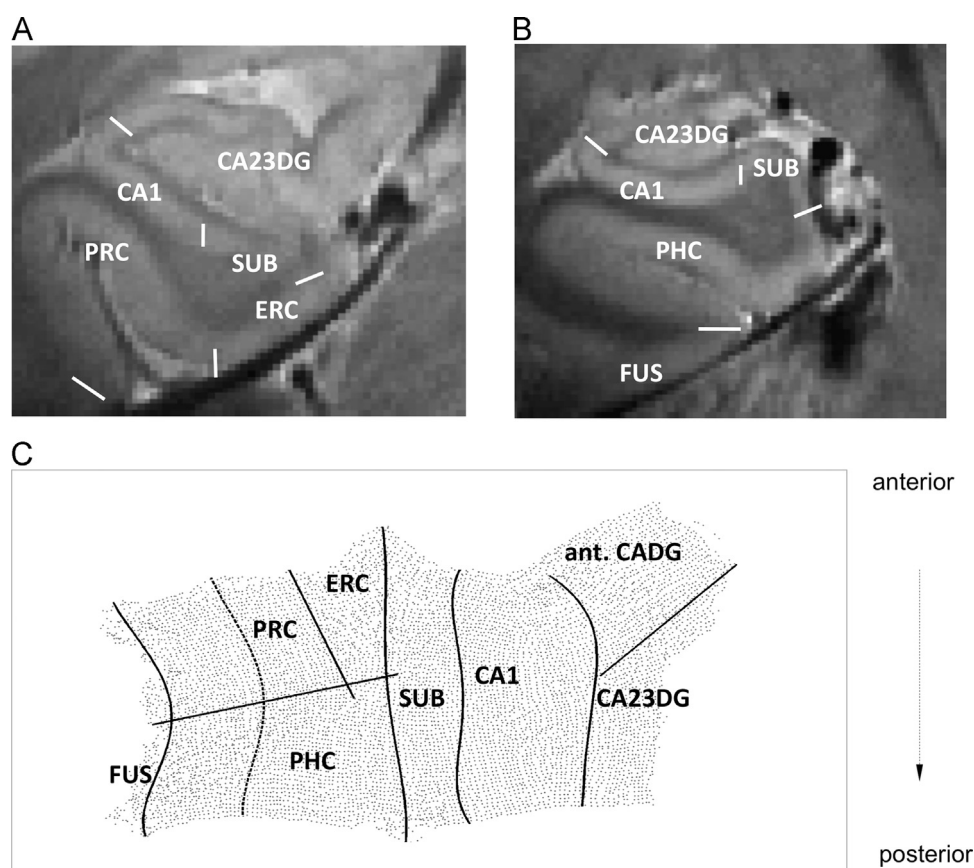 A
CA23DG
CA1
PRC
SUB
ERC
B
CA23DG
SUB
CA1
PHC
FUS
C
anterior
ant. CADG
ERC
PRC
CA1
SUB
CA23DG
PHC
FUS
posterior